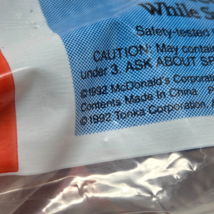 While S
Safety-tested
CAUTION: May contai
under 3. ASK ABOUT SP
©1992 McDonald's Corporat
Contents Made In China. P
©1992 Tonka Corporation,